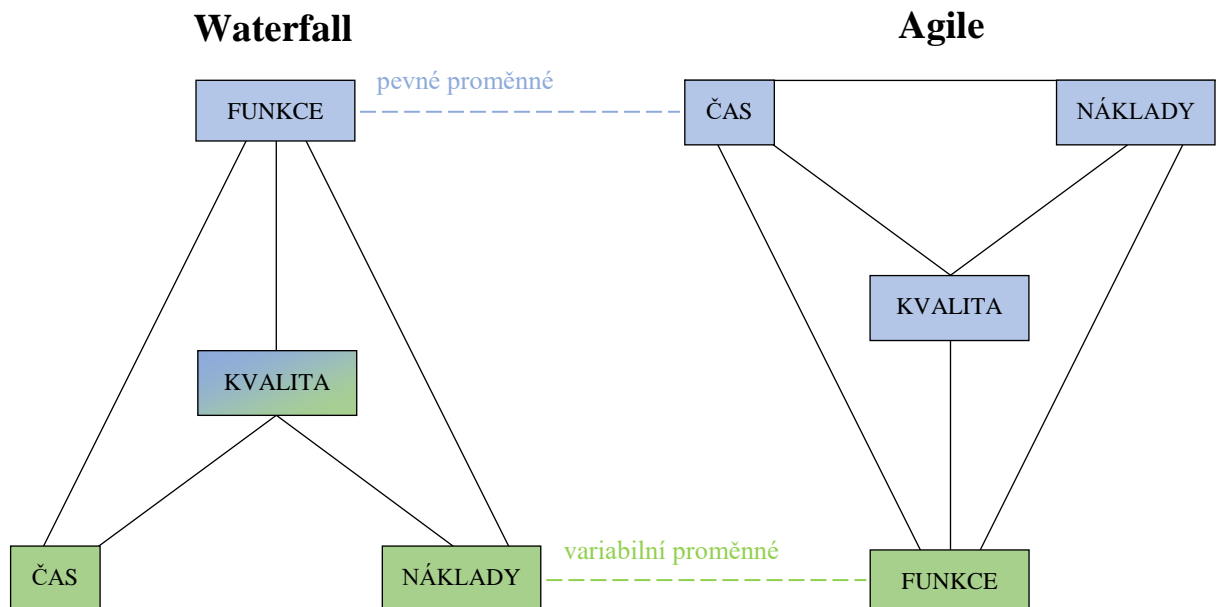 Waterfall
Agile
pevné proměnné
FUNKCE
ČAS
NÁKLADY
KVALITA
KVALITA
variabilní proměnné
ČAS
NÁKLADY
FUNKCE